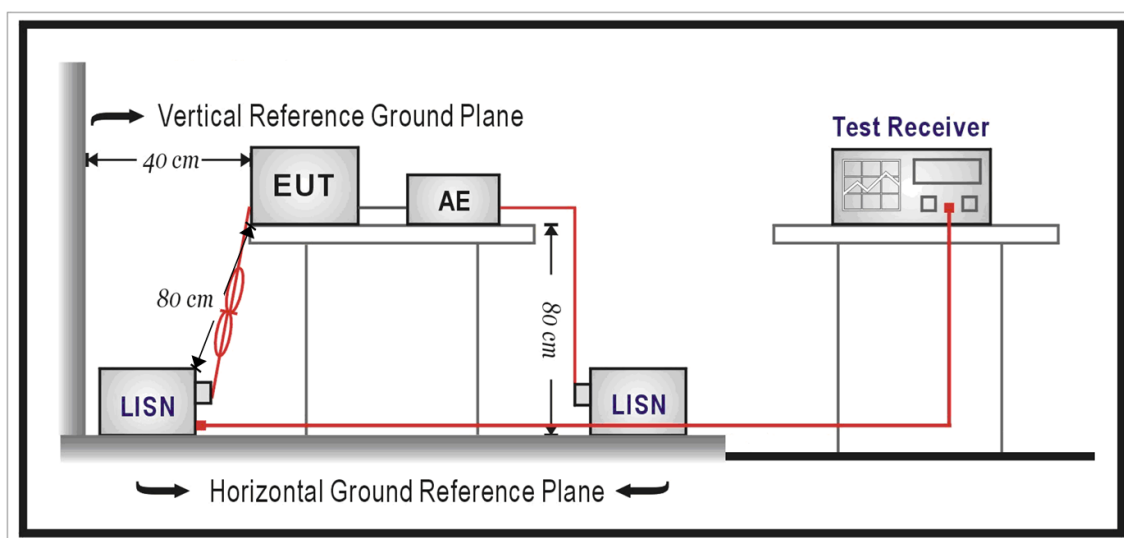 Vertical Reference Ground Plane
Test Receiver
40 cm
EUT
AE
80 cm
80 cm
LISN
LISN
Horizontal Ground Reference Plane